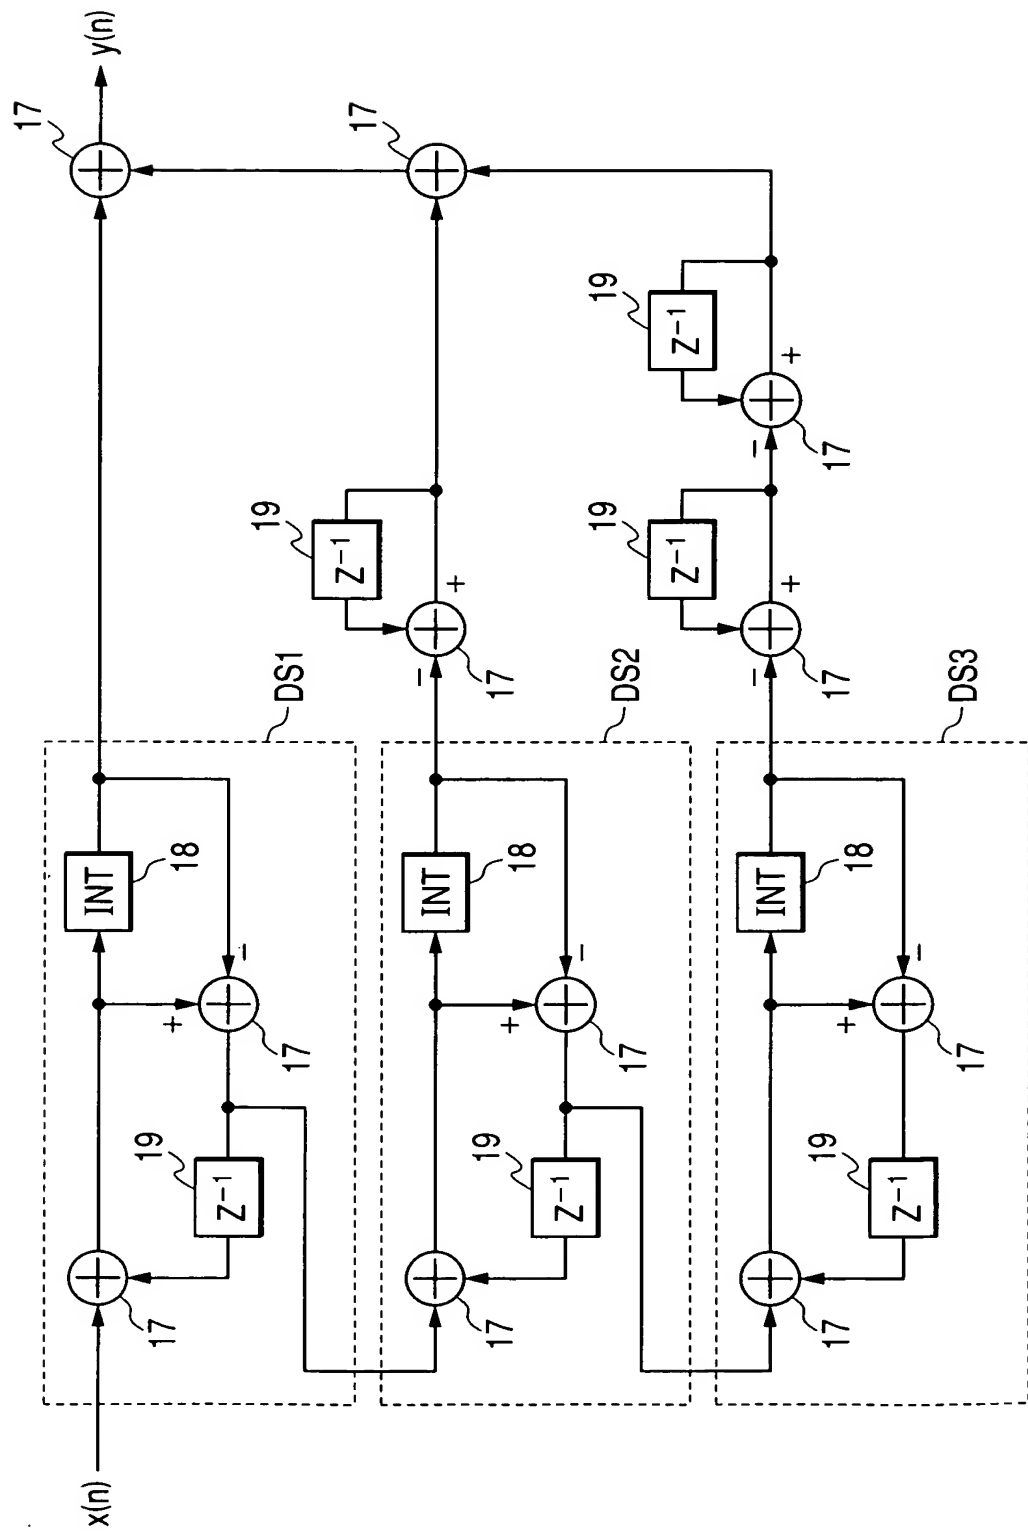 17
x(n)
INT
y(n)
19
17
18
+
Z⁻¹
−
17
DS1
19
Z⁻¹
17
INT
−
+
19
17
18
17
+
Z⁻¹
−
17
DS2
19
19
Z⁻¹
Z⁻¹
INT
−
+
−
+
19
17
18
17
17
+
Z⁻¹
−
17
DS3